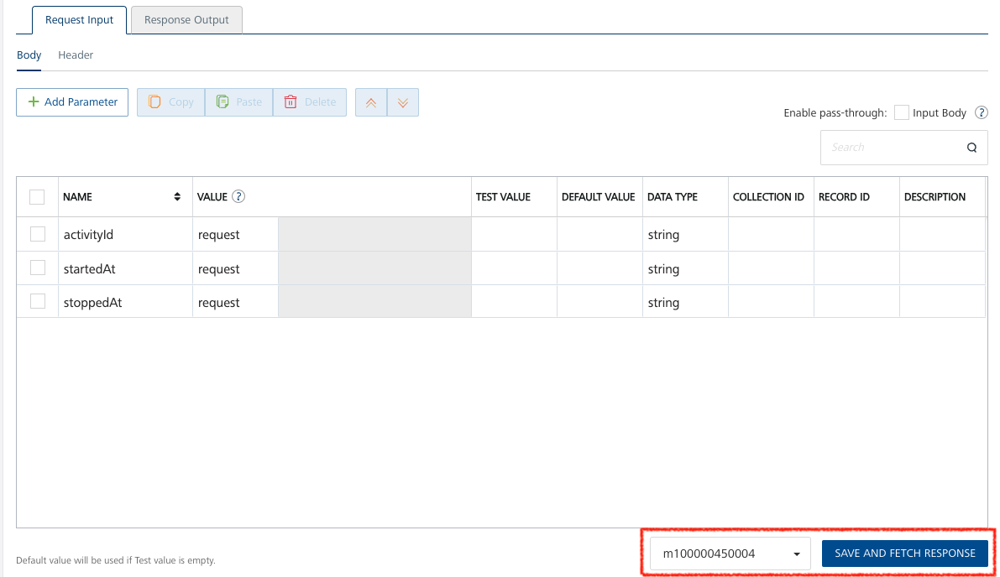 Request Input Response Output
Body Header
Add Parameter Copy Paste Delete
Enable pass-through: Input Body ?
Search
NAME VALUE ? TEST VALUE DEFAULT VALUE DATA TYPE COLLECTION ID RECORD ID DESCRIPTION
activityId request string
startedAt request string
stoppedAt request string
m100000450004 SAVE AND FETCH RESPONSE
Default value will be used if Test value is empty.